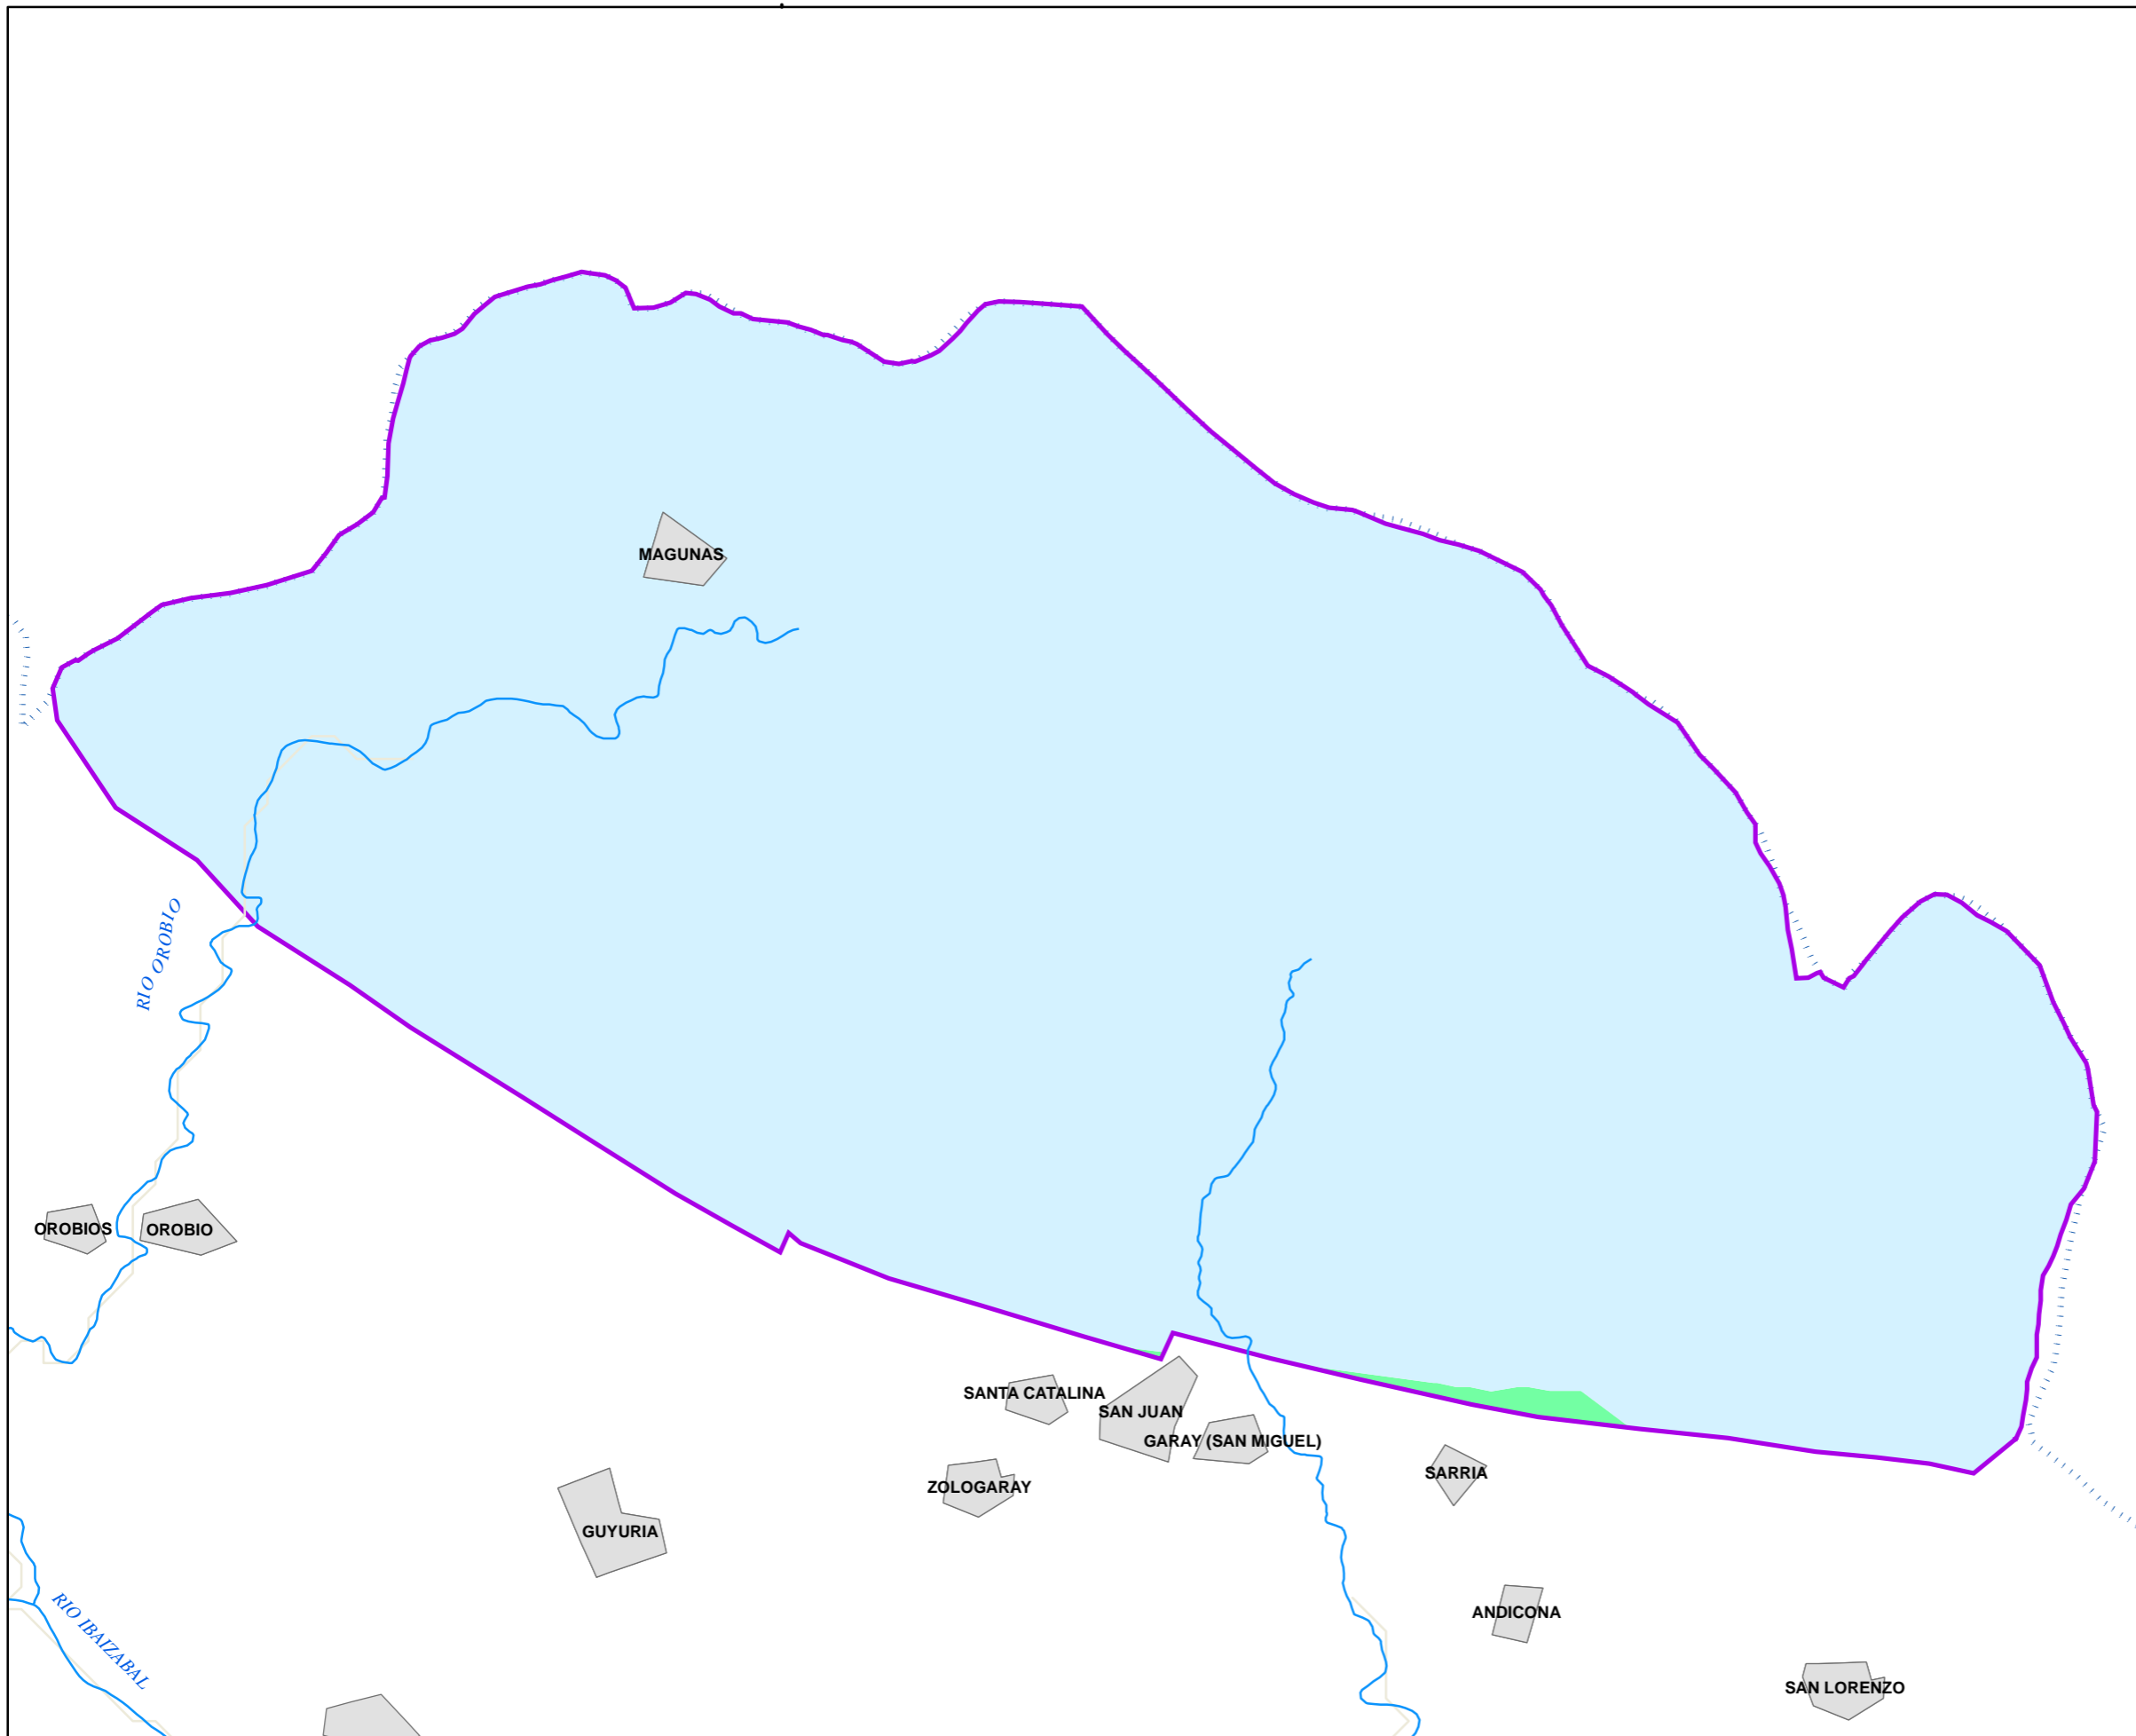 MAGUNAS
RIO OROBIO
OROBIOS
OROBIO
SANTA CATALINA
SAN JUAN
GARAY (SAN MIGUEL)
SARRIA
ZOLOGARAY
GUYURIA
RIO IBAIZABAL
ANDICONA
SAN LORENZO